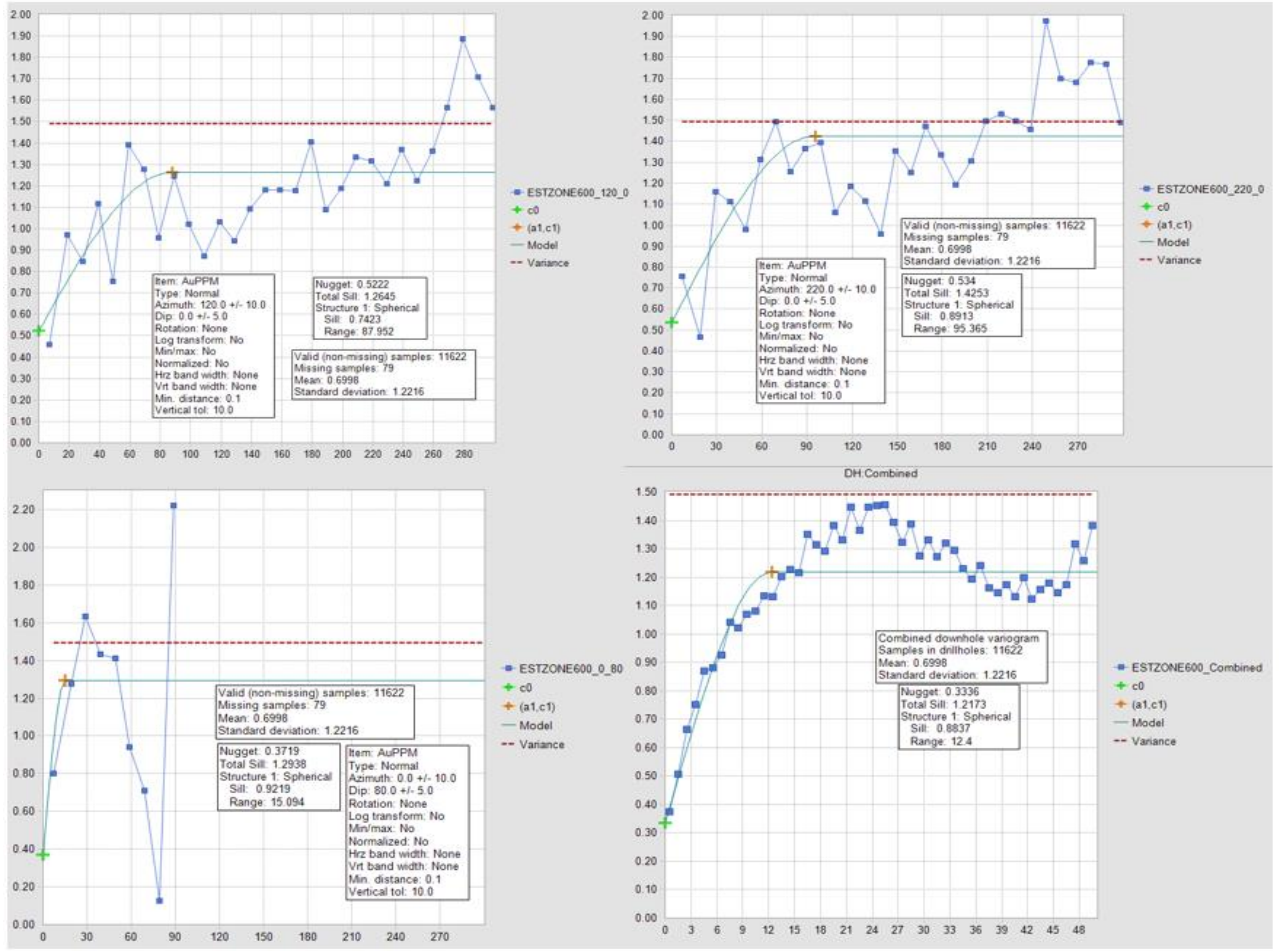 2.00
1.90
1.80
1.70
1.60
1.50
1.40
1.30
1.20
1.10
1.00
0.90
0.80
0.70
0.60
0.50
0.40
0.30
0.20
0.10
0.00
0 20 40 60 80 100 120 140 160 180 200 220 240 260 280
ESTZONE600_120_0
c0
(a1,c1)
Model
Variance
Item: AuPPM
Type: Normal
Azimuth: 120.0 +/- 10.0
Dip: 0.0 +/- 5.0
Rotation: None
Log transform: No
Min/max: No
Normalized: No
Hrz band width: None
Vrt band width: None
Min. distance: 0.1
Vertical tol: 10.0
Nugget: 0.5222
Total Sill: 1.2645
Structure 1: Spherical
Sill: 0.7423
Range: 87.952
Valid (non-missing) samples: 11622
Missing samples: 79
Mean: 0.6998
Standard deviation: 1.2216
2.00
1.90
1.80
1.70
1.60
1.50
1.40
1.30
1.20
1.10
1.00
0.90
0.80
0.70
0.60
0.50
0.40
0.30
0.20
0.10
0.00
0 30 60 90 120 150 180 210 240 270
ESTZONE600_220_0
c0
(a1,c1)
Model
Variance
Valid (non-missing) samples: 11622
Missing samples: 79
Mean: 0.6998
Standard deviation: 1.2216
Item: AuPPM
Type: Normal
Azimuth: 220.0 +/- 10.0
Dip: 0.0 +/- 5.0
Rotation: None
Log transform: No
Min/max: No
Normalized: No
Hrz band width: None
Vrt band width: None
Min. distance: 0.1
Vertical tol: 10.0
Nugget: 0.534
Total Sill: 1.4253
Structure 1: Spherical
Sill: 0.8913
Range: 95.365
2.20
2.00
1.80
1.60
1.40
1.20
1.00
0.80
0.60
0.40
0.20
0.00
0 30 60 90 120 150 180 210 240 270
ESTZONE600_0_80
c0
(a1,c1)
Model
Variance
Valid (non-missing) samples: 11622
Missing samples: 79
Mean: 0.6998
Standard deviation: 1.2216
Nugget: 0.3719
Total Sill: 1.2938
Structure 1: Spherical
Sill: 0.9219
Range: 15.094
Item: AuPPM
Type: Normal
Azimuth: 0.0 +/- 10.0
Dip: 80.0 +/- 5.0
Rotation: None
Log transform: No
Min/max: No
Normalized: No
Hrz band width: None
Vrt band width: None
Min. distance: 0.1
Vertical tol: 10.0
DH:Combined
1.50
1.40
1.30
1.20
1.10
1.00
0.90
0.80
0.70
0.60
0.50
0.40
0.30
0.20
0.10
0.00
0 3 6 9 12 15 18 21 24 27 30 33 36 39 42 45 48
ESTZONE600_Combined
c0
(a1,c1)
Model
Variance
Combined downhole variogram
Samples in drillholes: 11622
Mean: 0.6998
Standard deviation: 1.2216
Nugget: 0.3336
Total Sill: 1.2173
Structure 1: Spherical
Sill: 0.8837
Range: 12.4